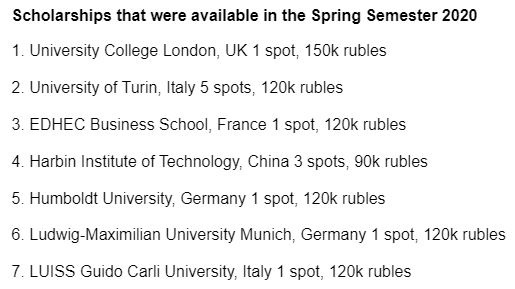 Scholarships that were available in the Spring Semester 2020
1. University College London, UK 1 spot, 150k rubles
2. University of Turin, Italy 5 spots, 120k rubles
3. EDHEC Business School, France 1 spot, 120k rubles
4. Harbin Institute of Technology, China 3 spots, 90k rubles
5. Humboldt University, Germany 1 spot, 120k rubles
6. Ludwig-Maximilian University Munich, Germany 1 spot, 120k rubles
7. LUISS Guido Carli University, Italy 1 spot, 120k rubles